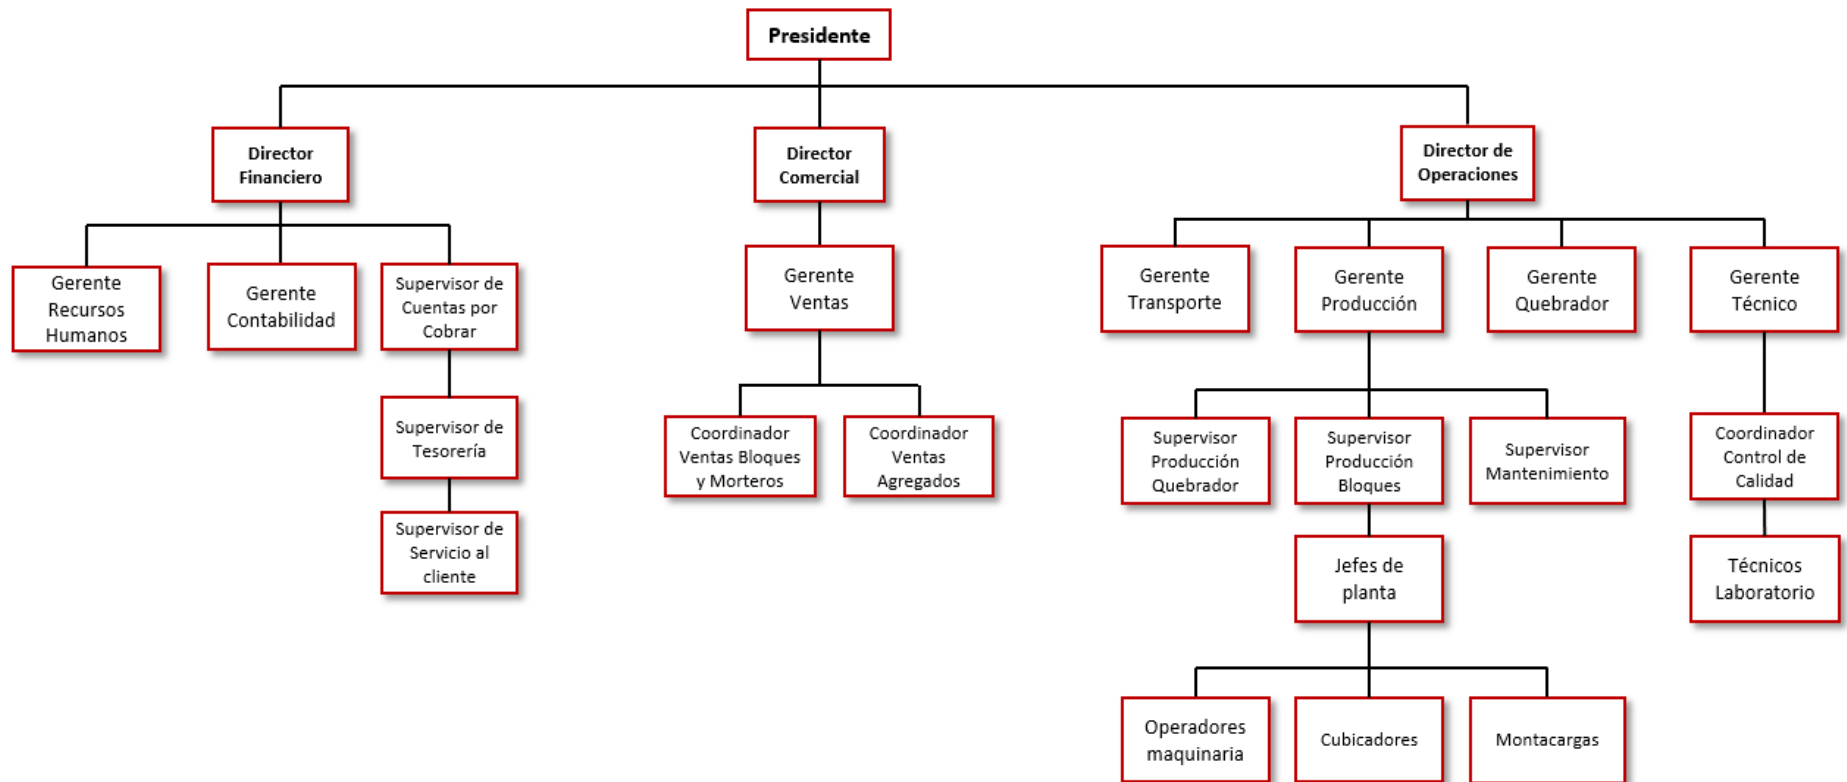 Presidente
Director
Financiero
Director
Comercial
Director de
Operaciones
Gerente
Recursos
Humanos
Gerente
Contabilidad
Supervisor de
Cuentas por
Cobrar
Gerente
Ventas
Gerente
Transporte
Gerente
Producción
Gerente
Quebrador
Gerente
Técnico
Supervisor de
Tesorería
Coordinador
Ventas Bloques
y Morteros
Coordinador
Ventas
Agregados
Supervisor
Producción
Quebrador
Supervisor
Producción
Bloques
Supervisor
Mantenimiento
Coordinador
Control de
Calidad
Supervisor de
Servicio al
cliente
Jefes de
planta
Técnicos
Laboratorio
Operadores
maquinaria
Cubicadores
Montacargas